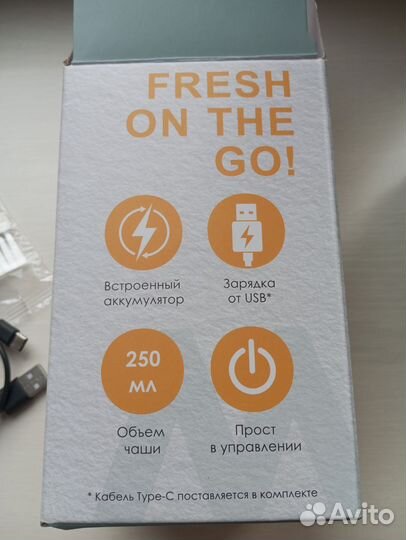 FRESH
ON THE
GO!
Встроенный
аккумулятор
Зарядка
от USB*
250
МЛ
Объем
чаши
Прост
в управлении
* Кабель Type-C поставляется в комплекте
Avito